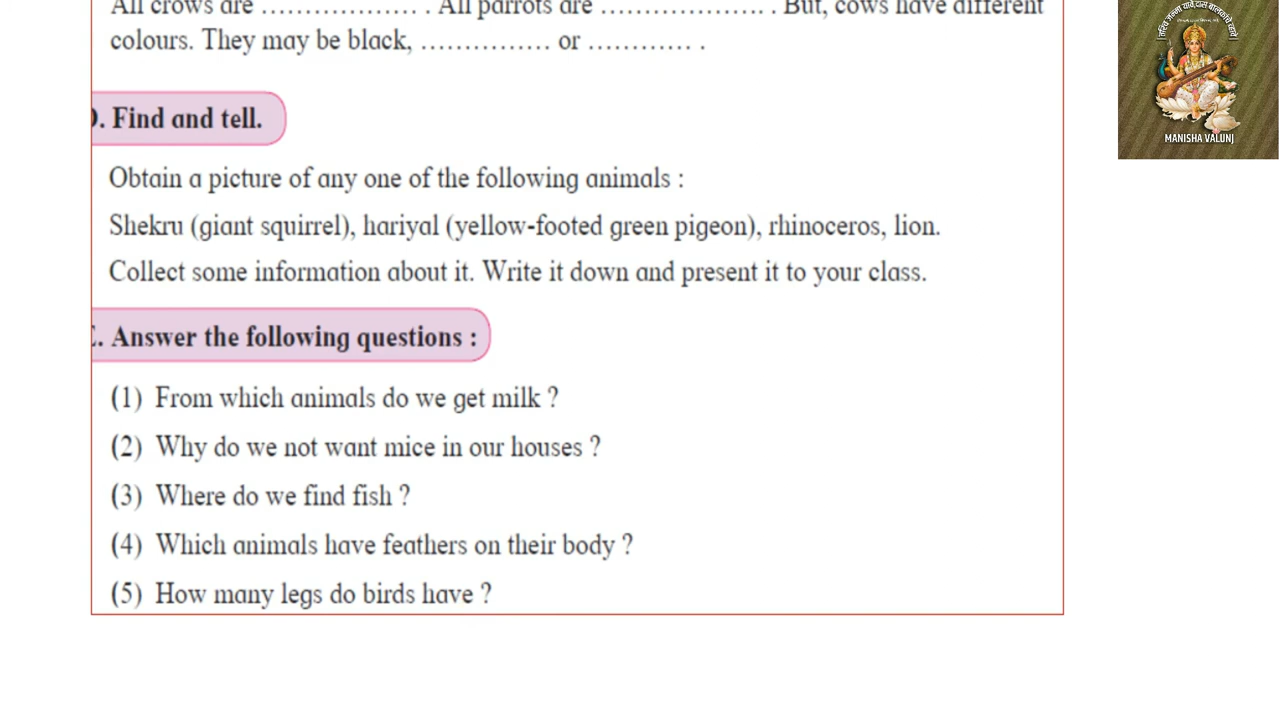 All crows are .................. . All parrots are ................... . But, cows have different
colours. They may be black, ............... or ............ .
D. Find and tell.
Obtain a picture of any one of the following animals :
Shekru (giant squirrel), hariyal (yellow-footed green pigeon), rhinoceros, lion.
Collect some information about it. Write it down and present it to your class.
E. Answer the following questions :
(1) From which animals do we get milk ?
(2) Why do we not want mice in our houses ?
(3) Where do we find fish ?
(4) Which animals have feathers on their body ?
(5) How many legs do birds have ?
MANISHA VALUNJ